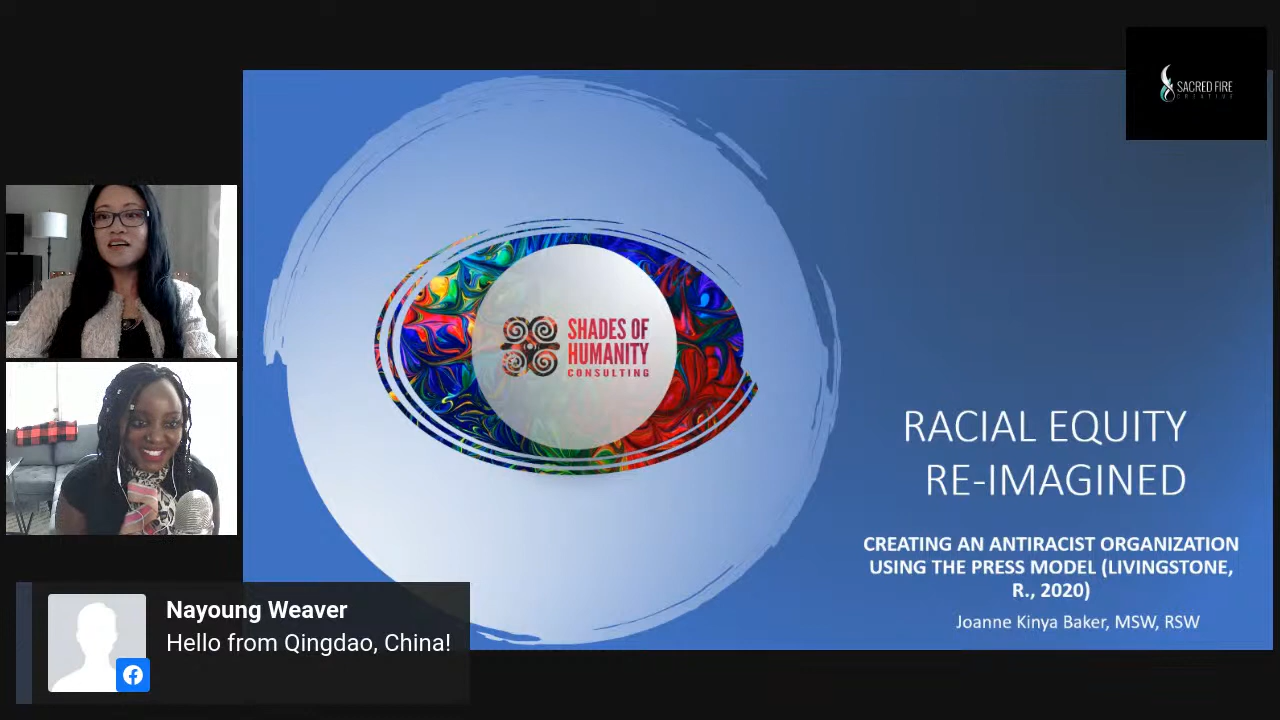 SACRED FIRE
CREATIVE
SHADES OF
HUMANITY
CONSULTING
RACIAL EQUITY
RE-IMAGINED
CREATING AN ANTIRACIST ORGANIZATION
USING THE PRESS MODEL (LIVINGSTONE,
R., 2020)
Joanne Kinya Baker, MSW, RSW
Nayoung Weaver
Hello from Qingdao, China!